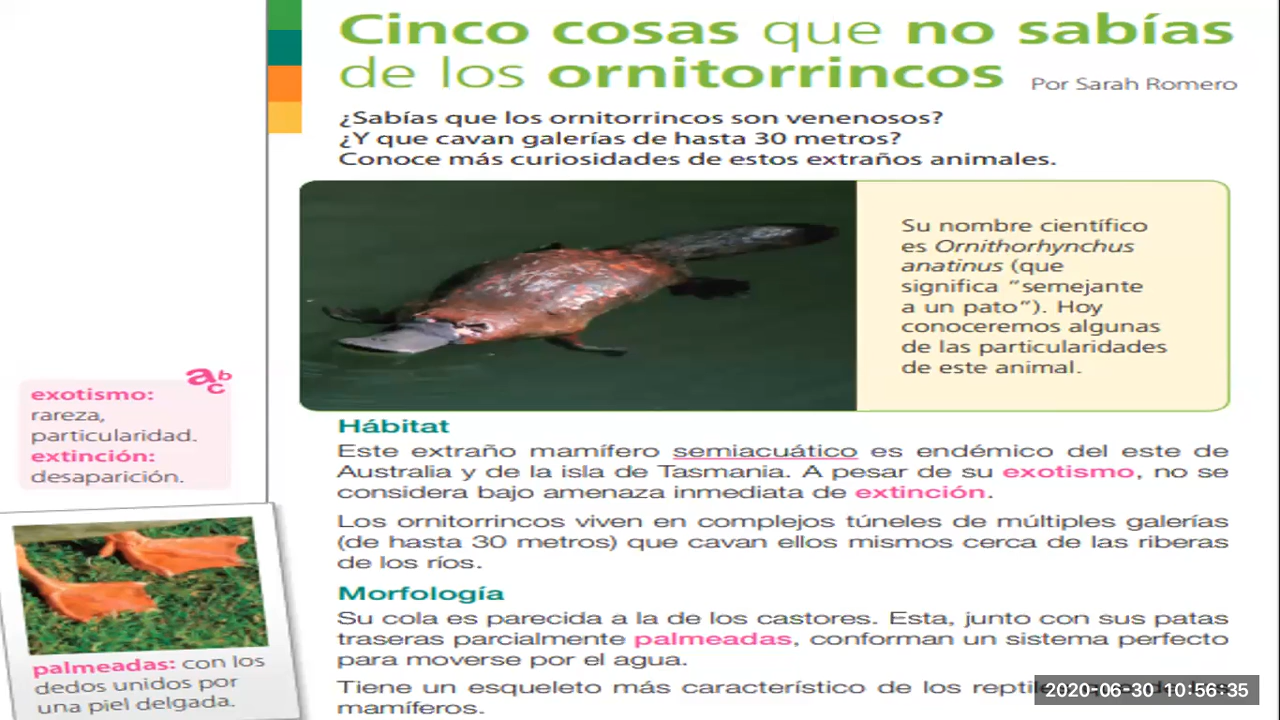 Cinco cosas que no sabías
de los ornitorrincos
Por Sarah Romero
¿Sabías que los ornitorrincos son venenosos?
¿Y que cavan galerías de hasta 30 metros?
Conoce más curiosidades de estos extraños animales.
Su nombre científico
es Ornithorhynchus
anatinus (que
significa “semejante
a un pato”). Hoy
conoceremos algunas
de las particularidades
de este animal.
abc
exotismo:
rareza,
particularidad.
extinción:
desaparición.
Hábitat
Este extraño mamífero semiacuático es endémico del este de
Australia y de la isla de Tasmania. A pesar de su exotismo, no se
considera bajo amenaza inmediata de extinción.
Los ornitorrincos viven en complejos túneles de múltiples galerías
(de hasta 30 metros) que cavan ellos mismos cerca de las riberas
de los ríos.
Morfología
Su cola es parecida a la de los castores. Esta, junto con sus patas
traseras parcialmente palmeadas, conforman un sistema perfecto
para moverse por el agua.
palmeadas: con los
dedos unidos por
una piel delgada.
Tiene un esqueleto más característico de los
mamíferos.
2020-06-30 10:56:35